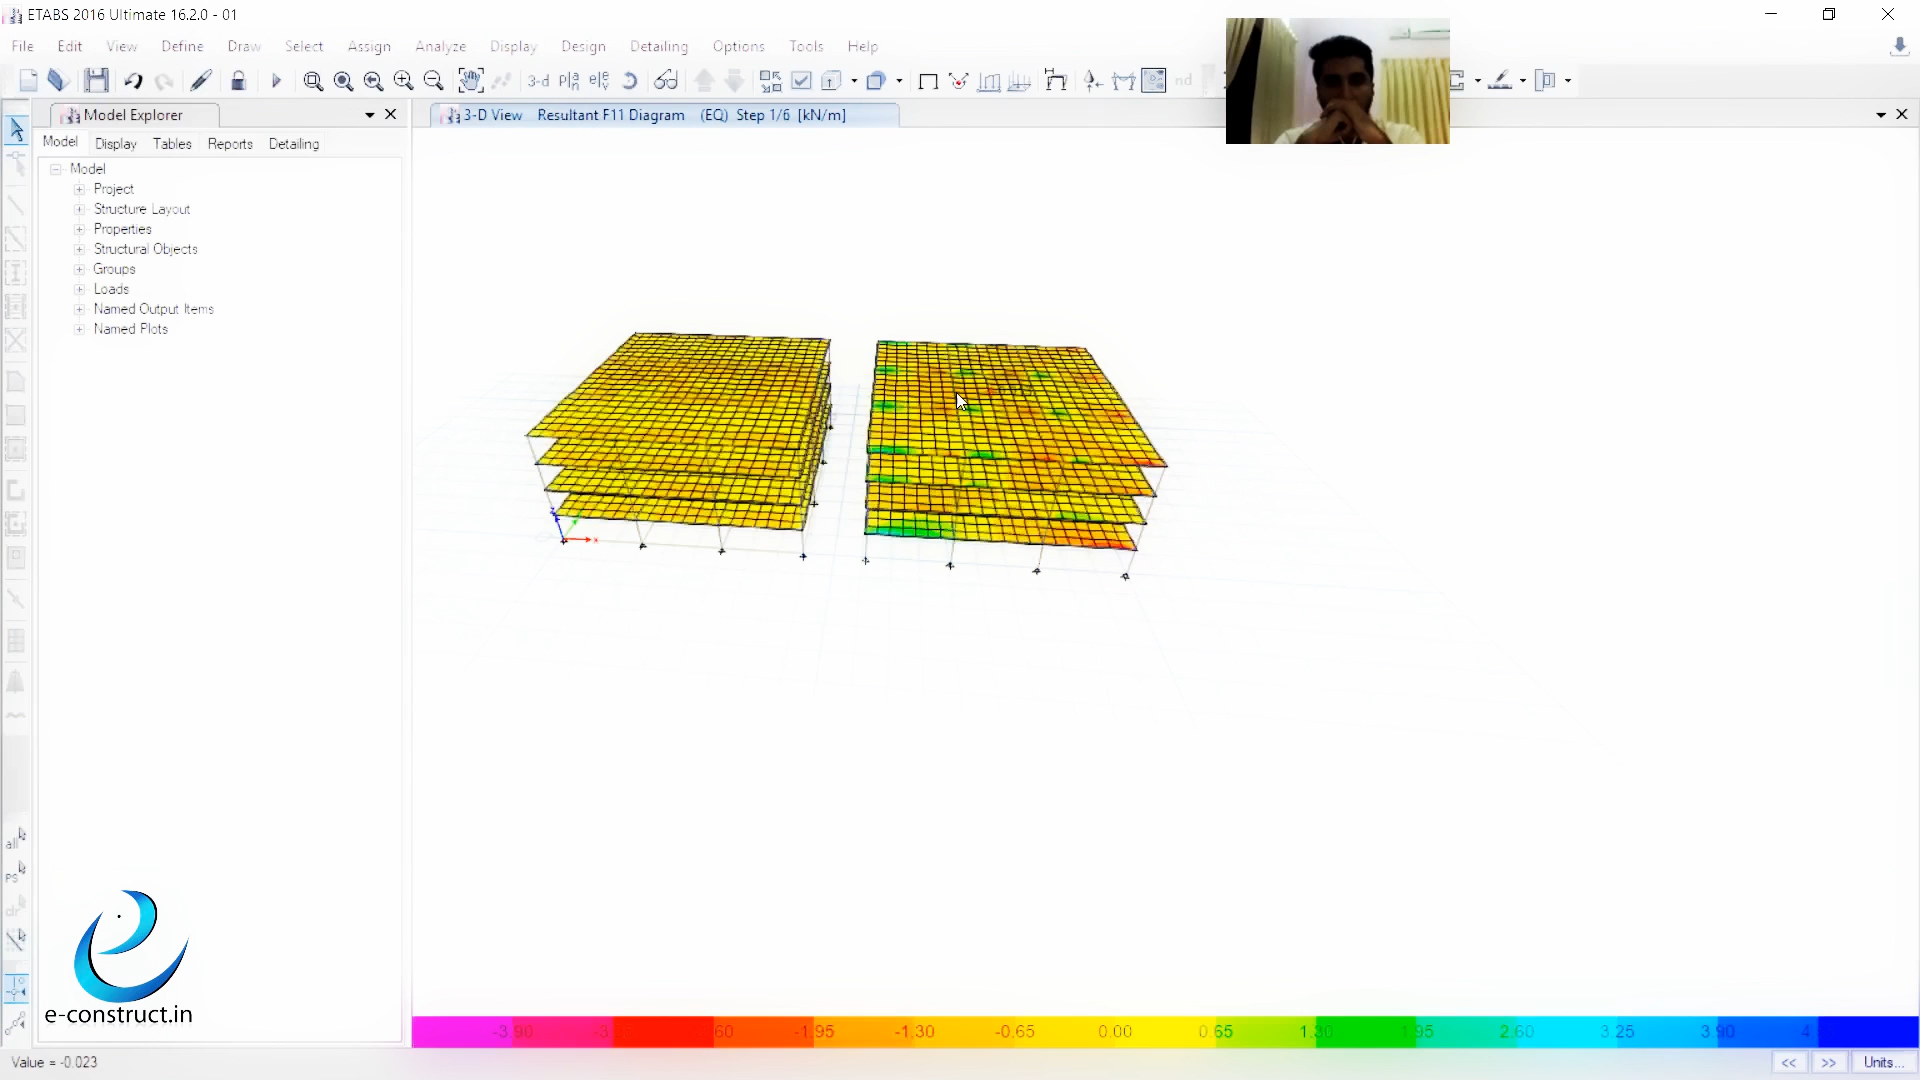 ETABS 2016 Ultimate 16.2.0 - 01
File Edit View Define Draw Select Assign Analyze Display Design Detailing Options Tools Help
3-d nd
Model Explorer
3-D View Resultant F11 Diagram (EQ) Step 1/6 [kN/m]
Model Display Tables Reports Detailing
Model
Project
Structure Layout
Properties
Structural Objects
Groups
Loads
Named Output Items
Named Plots
all
PS
clr
e-construct.in
-3.90 60 -1.95 -1.30 -0.65 0.00 0.65 1.30 1.95 2.60 3.25 3.90
Value = -0.023
<< >> Units...